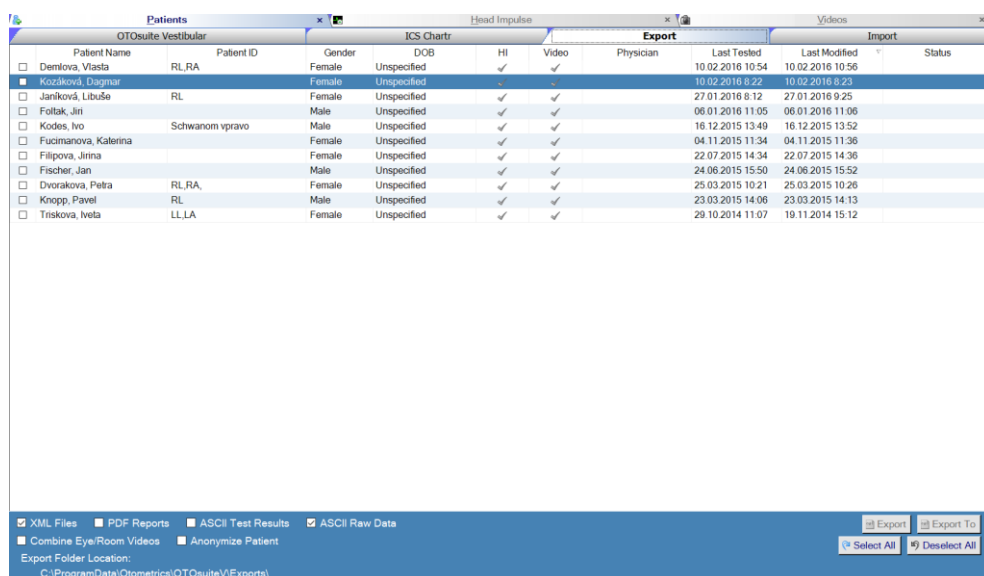 Patients × Head Impulse × Videos ×
OTOsuite Vestibular ICS Chartr Export Import
Patient Name Patient ID Gender DOB HI Video Physician Last Tested Last Modified Status
Demlova, Vlasta RL,RA Female Unspecified 10.02.2016 10:54 10.02.2016 10:56
Kozáková, Dagmar Female Unspecified 10.02.2016 8:22 10.02.2016 8:23
Janíková, Libuše RL Female Unspecified 27.01.2016 8:12 27.01.2016 9:25
Foltak, Jiri Male Unspecified 06.01.2016 11:05 06.01.2016 11:06
Kodes, Ivo Schwanom vpravo Male Unspecified 16.12.2015 13:49 16.12.2015 13:52
Fucimanova, Katerina Female Unspecified 04.11.2015 11:34 04.11.2015 11:36
Filipova, Jirina Female Unspecified 22.07.2015 14:34 22.07.2015 14:36
Fischer, Jan Male Unspecified 24.06.2015 15:50 24.06.2015 15:52
Dvorakova, Petra RL,RA, Female Unspecified 25.03.2015 10:21 25.03.2015 10:26
Knopp, Pavel RL Male Unspecified 23.03.2015 14:06 23.03.2015 14:13
Triskova, Iveta LL,LA Female Unspecified 29.10.2014 11:07 19.11.2014 15:12
XML Files PDF Reports ASCII Test Results ASCII Raw Data Export Export To
Combine Eye/Room Videos Anonymize Patient Select All Deselect All
Export Folder Location:
C:\ProgramData\Otometrics\OTOsuiteV\Exports\